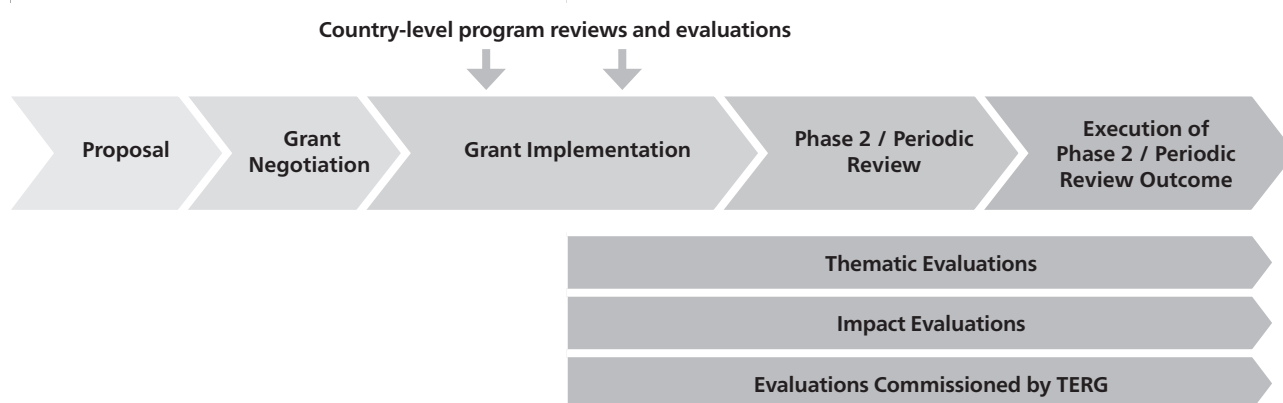 Country-level program reviews and evaluations
Proposal
Grant
Negotiation
Grant Implementation
Phase 2 / Periodic
Review
Execution of
Phase 2 / Periodic
Review Outcome
Thematic Evaluations
Impact Evaluations
Evaluations Commissioned by TERG